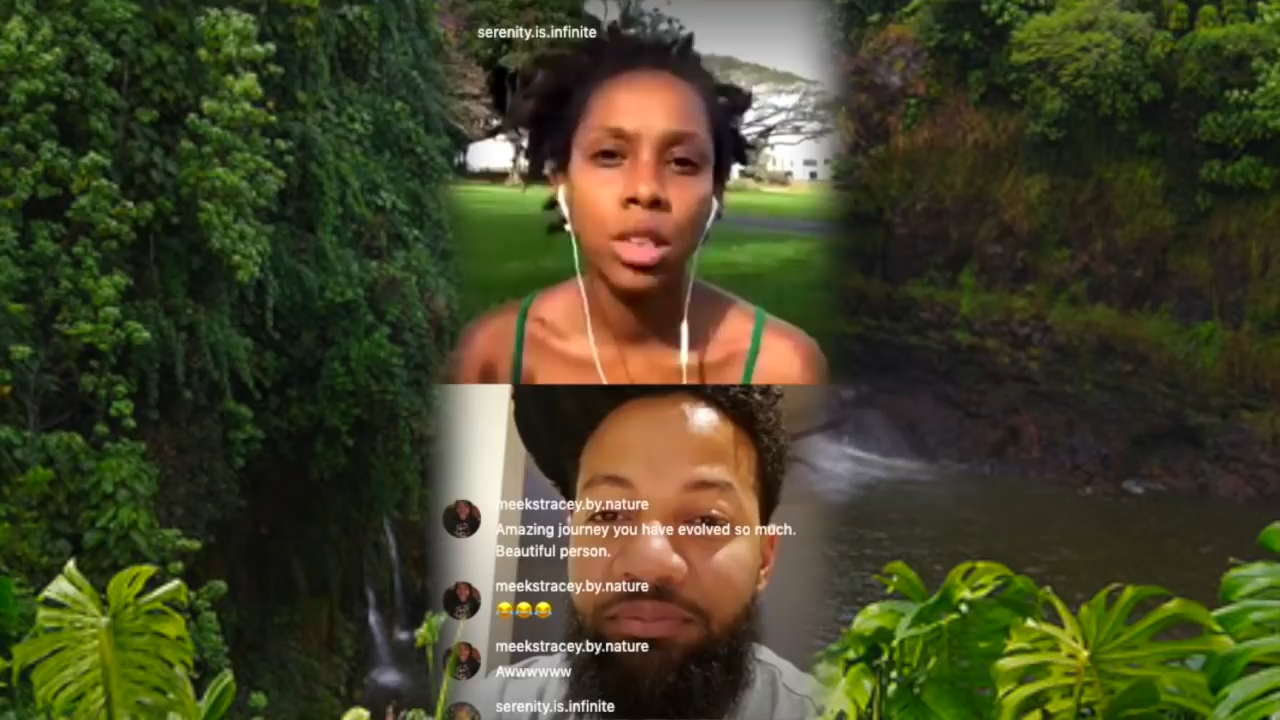 serenity.is.infinite
meekstracey.by.nature
Amazing journey you have evolved so much.
Beautiful person.
meekstracey.by.nature
😂😂😂
meekstracey.by.nature
Awwwwww
serenity.is.infinite